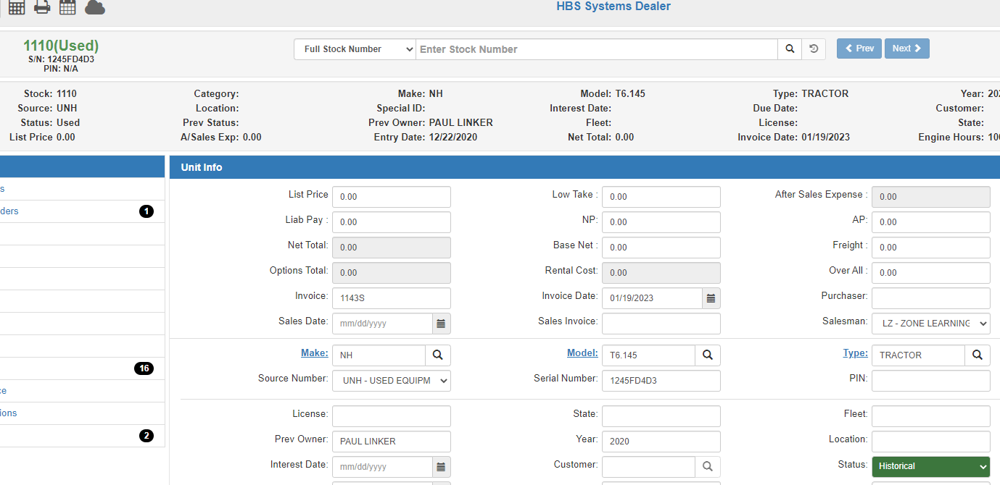 HBS Systems Dealer
1110(Used)
S/N: 1245FD4D3
PIN: N/A
Full Stock Number Enter Stock Number Prev Next
Stock: 1110 Category: Make: NH Model: T6.145 Type: TRACTOR Year:
Source: UNH Location: Special ID: Interest Date: Due Date: Customer:
Status: Used Prev Status: Prev Owner: PAUL LINKER Fleet: License: State:
List Price 0.00 A/Sales Exp: 0.00 Entry Date: 12/22/2020 Net Total: 0.00 Invoice Date: 01/19/2023 Engine Hours:
Unit Info
List Price 0.00 Low Take : 0.00 After Sales Expense : 0.00
ders 1
Liab Pay : 0.00 NP: 0.00 AP: 0.00
Net Total: 0.00 Base Net : 0.00 Freight : 0.00
Options Total: 0.00 Rental Cost: 0.00 Over All : 0.00
Invoice: 1143S Invoice Date: 01/19/2023 Purchaser:
Sales Date: mm/dd/yyyy Sales Invoice: Salesman: LZ - ZONE LEARNING
Make: NH Model: T6.145 Type: TRACTOR
16
Source Number: UNH - USED EQUIPM Serial Number: 1245FD4D3 PIN:
ce
ions
License: State: Fleet:
2
Prev Owner: PAUL LINKER Year: 2020 Location:
Interest Date: mm/dd/yyyy Customer: Status: Historical